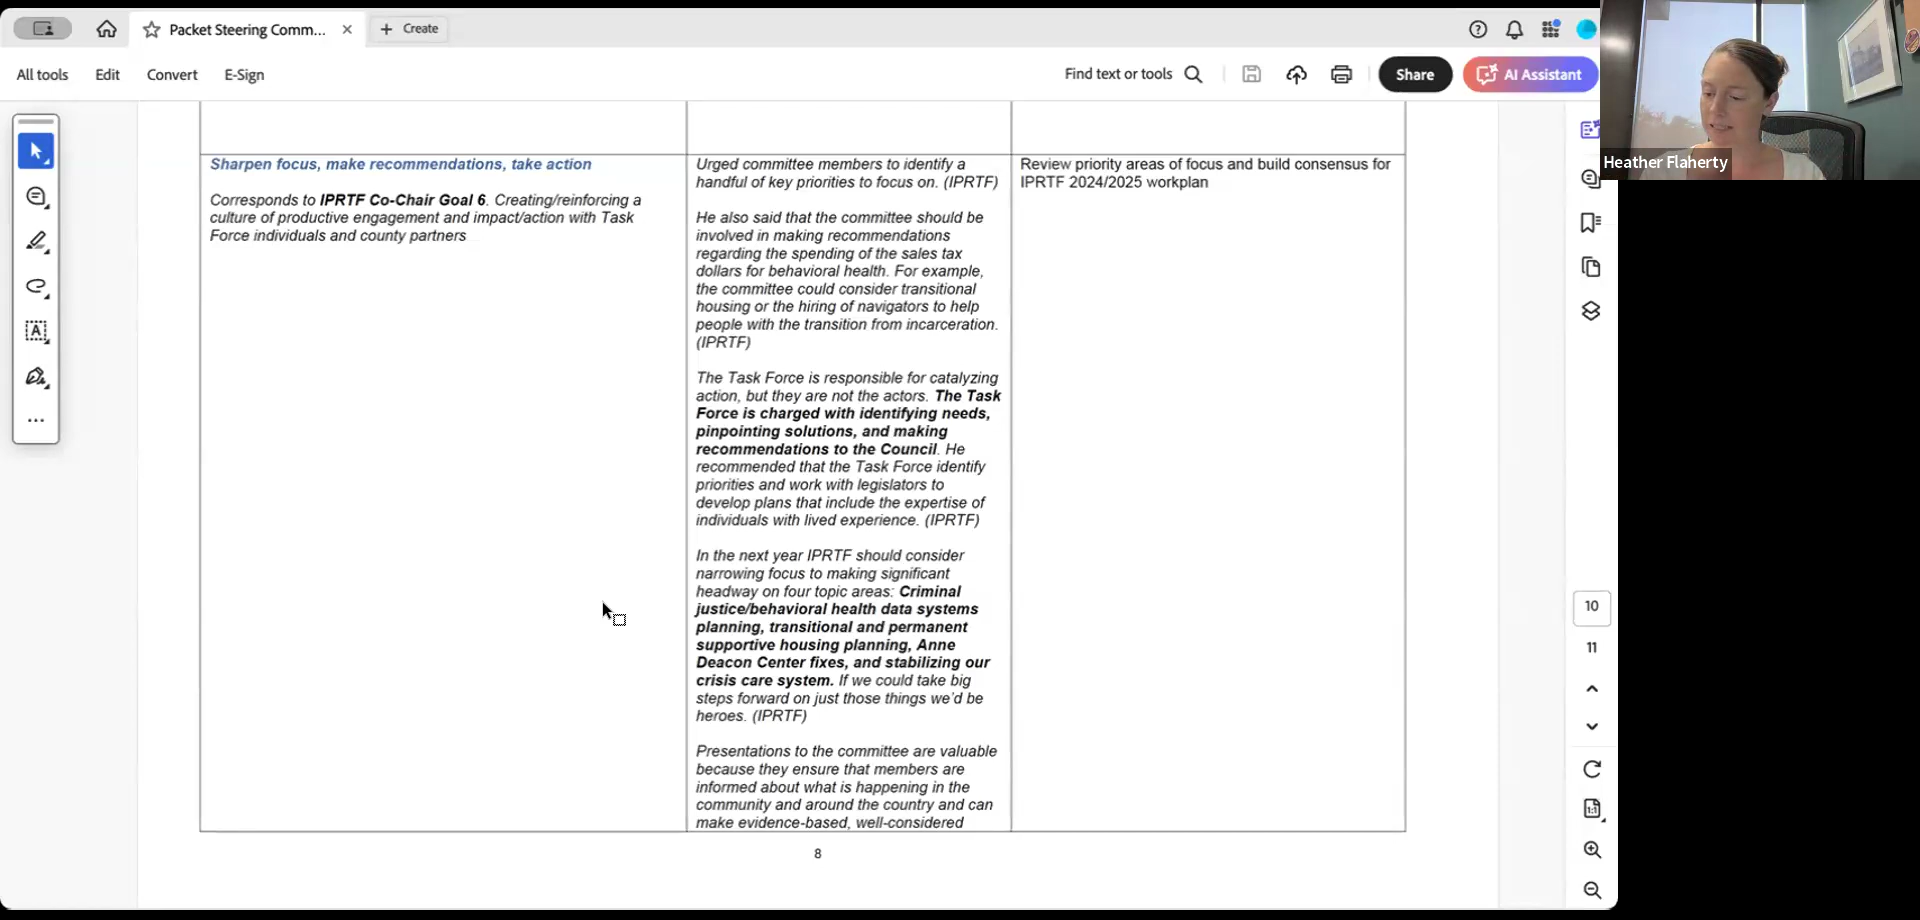 Packet Steering Comm...
Create
All tools
Edit
Convert
E-Sign
Find text or tools
Share
AI Assistant
Heather Flaherty
Sharpen focus, make recommendations, take action
Corresponds to IPRTF Co-Chair Goal 6. Creating/reinforcing a
culture of productive engagement and impact/action with Task
Force individuals and county partners
Urged committee members to identify a
handful of key priorities to focus on. (IPRTF)
He also said that the committee should be
involved in making recommendations
regarding the spending of the sales tax
dollars for behavioral health. For example,
the committee could consider transitional
housing or the hiring of navigators to help
people with the transition from incarceration.
(IPRTF)
The Task Force is responsible for catalyzing
action, but they are not the actors. The Task
Force is charged with identifying needs,
pinpointing solutions, and making
recommendations to the Council. He
recommended that the Task Force identify
priorities and work with legislators to
develop plans that include the expertise of
individuals with lived experience. (IPRTF)
In the next year IPRTF should consider
narrowing focus to making significant
headway on four topic areas: Criminal
justice/behavioral health data systems
planning, transitional and permanent
supportive housing planning, Anne
Deacon Center fixes, and stabilizing our
crisis care system. If we could take big
steps forward on just those things we'd be
heroes. (IPRTF)
Presentations to the committee are valuable
because they ensure that members are
informed about what is happening in the
community and around the country and can
make evidence-based, well-considered
Review priority areas of focus and build consensus for
IPRTF 2024/2025 workplan
8
10
11